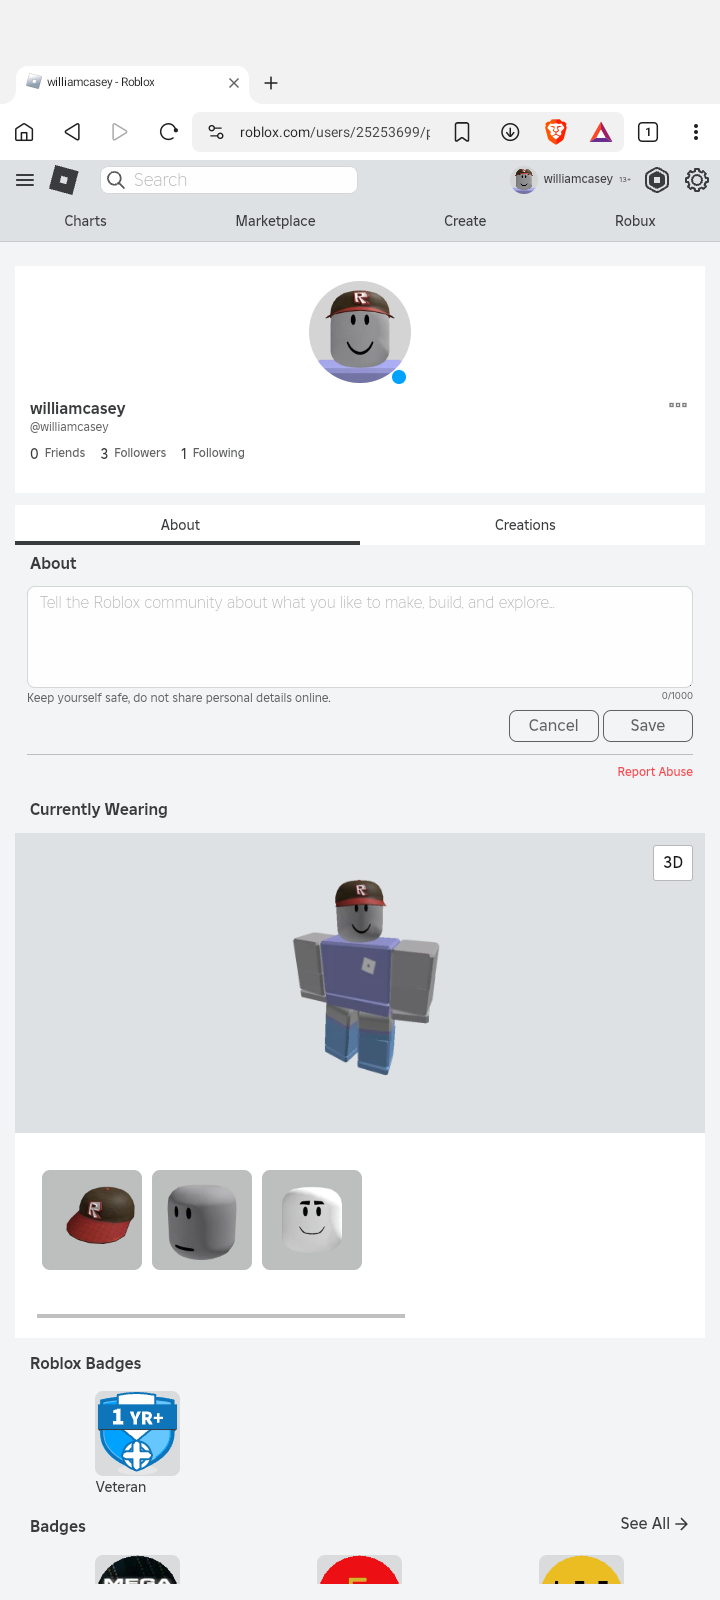 williamcasey - Roblox
roblox.com/users/25253699/p
1
Search
williamcasey 13+
Charts Marketplace Create Robux
R
williamcasey
@williamcasey
0 Friends 3 Followers 1 Following
About Creations
About
Tell the Roblox community about what you like to make, build, and explore...
Keep yourself safe, do not share personal details online.
0/1000
Cancel Save
Report Abuse
Currently Wearing
3D
R
R
Roblox Badges
1 YR+
Veteran
Badges
See All
MEGA